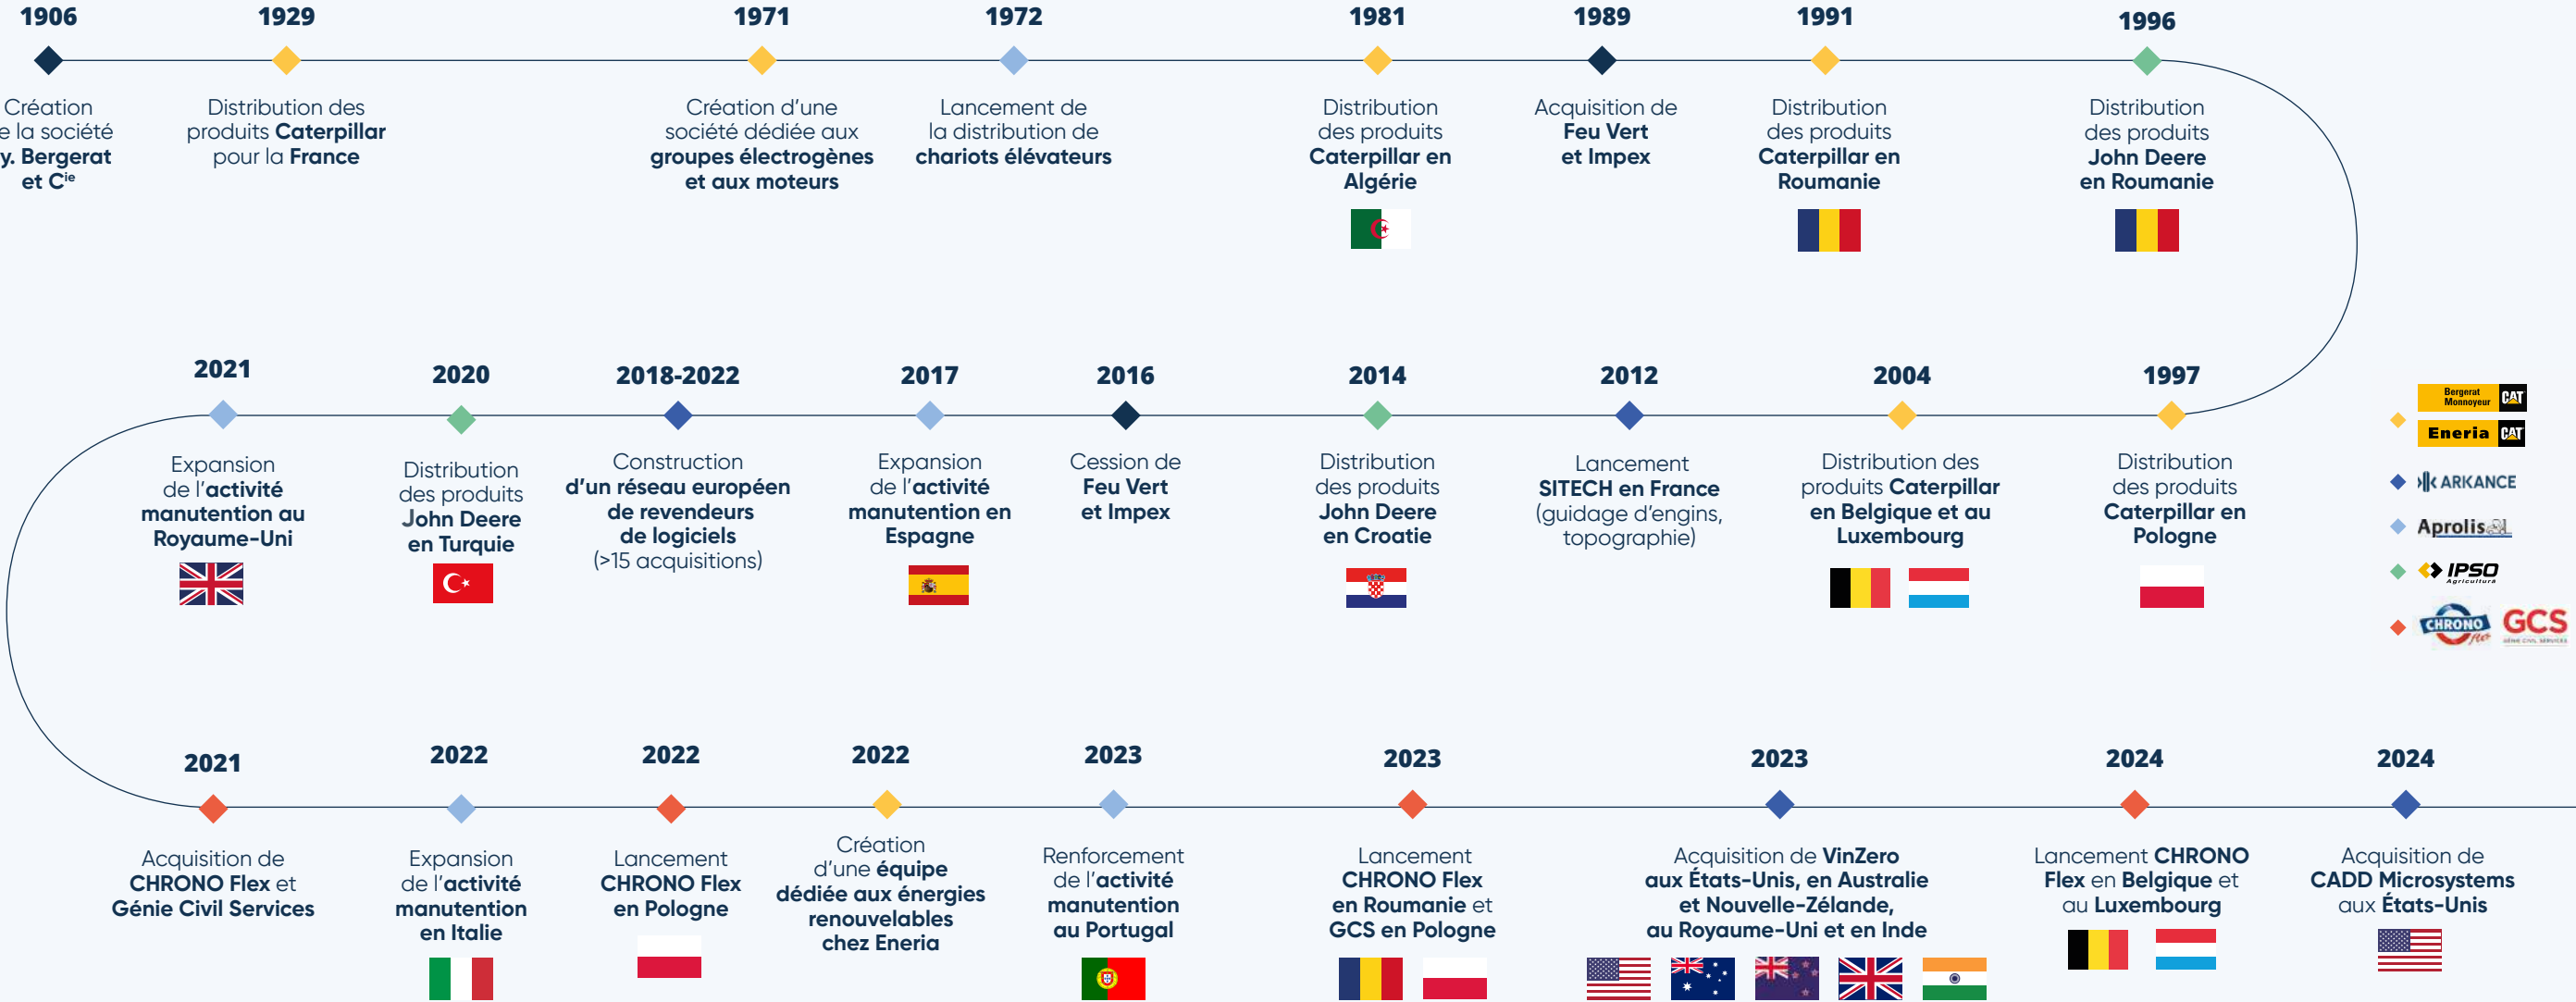 1906
Création
e la société
y. Bergerat
et Cie
1929
Distribution des
produits Caterpillar
pour la France
1971
Création d’une
société dédiée aux
groupes électrogènes
et aux moteurs
1972
Lancement de
la distribution de
chariots élévateurs
1981
Distribution
des produits
Caterpillar en
Algérie
1989
Acquisition de
Feu Vert
et Impex
1991
Distribution
des produits
Caterpillar en
Roumanie
1996
Distribution
des produits
John Deere
en Roumanie
2021
Expansion
de l’activité
manutention au
Royaume-Uni
2020
Distribution
des produits
John Deere
en Turquie
2018-2022
Construction
d’un réseau européen
de revendeurs
de logiciels
(>15 acquisitions)
2017
Expansion
de l’activité
manutention en
Espagne
2016
Cession de
Feu Vert
et Impex
2014
Distribution
des produits
John Deere
en Croatie
2012
Lancement
SITECH en France
(guidage d’engins,
topographie)
2004
Distribution des
produits Caterpillar
en Belgique et au
Luxembourg
1997
Distribution
des produits
Caterpillar en
Pologne
Bergerat
Monnoyeur CAT
Eneria CAT
ARKANCE
Aprolis
IPSO
Agricultură
CHRONO
flex
GCS
GÉNIE CIVIL SERVICES
2021
Acquisition de
CHRONO Flex et
Génie Civil Services
2022
Expansion
de l’activité
manutention
en Italie
2022
Lancement
CHRONO Flex
en Pologne
2022
Création
d’une équipe
dédiée aux énergies
renouvelables
chez Eneria
2023
Renforcement
de l’activité
manutention
au Portugal
2023
Lancement
CHRONO Flex
en Roumanie et
GCS en Pologne
2023
Acquisition de VinZero
aux États-Unis, en Australie
et Nouvelle-Zélande,
au Royaume-Uni et en Inde
2024
Lancement CHRONO
Flex en Belgique et
au Luxembourg
2024
Acquisition de
CADD Microsystems
aux États-Unis